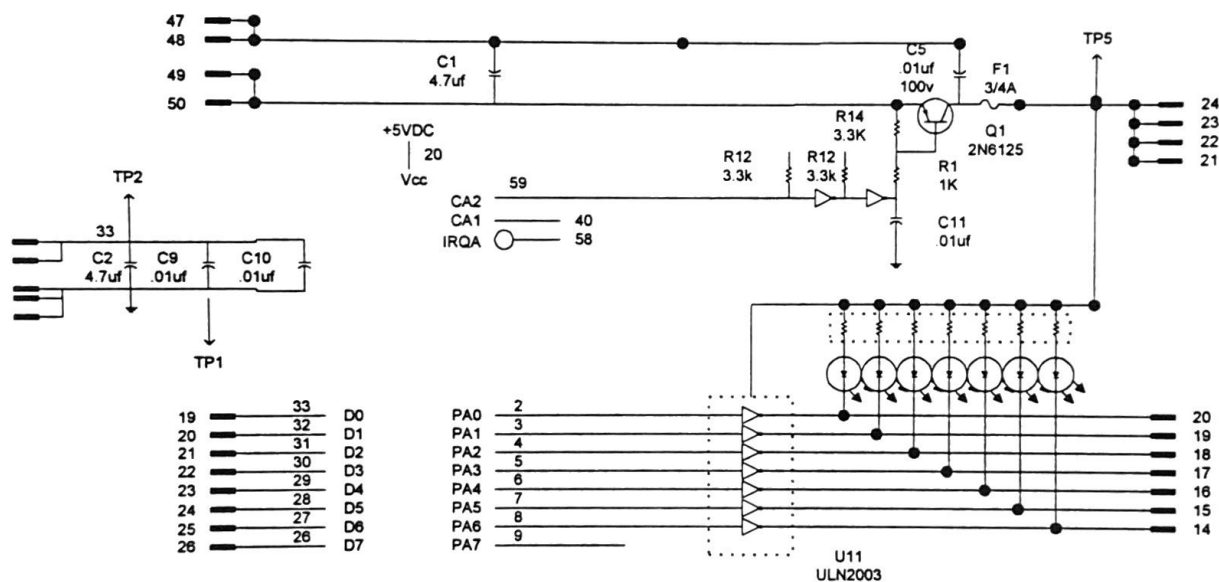 47
48
49
50
C1
4.7uf
C5
.01uf
100v
F1
3/4A
TP5
24
23
22
21
+5VDC
20
Vcc
R14
3.3K
Q1
2N6125
R12
3.3k
R12
3.3k
R1
1K
59
CA2
CA1
40
IRQA
58
C11
.01uf
TP2
33
C2
4.7uf
C9
.01uf
C10
.01uf
TP1
19 33 D0
20 32 D1
21 31 D2
22 30 D3
23 29 D4
24 28 D5
25 27 D6
26 26 D7
PA0 2 20
PA1 3 19
PA2 4 18
PA3 5 17
PA4 6 16
PA5 7 15
PA6 8 14
PA7 9
U11
ULN2003